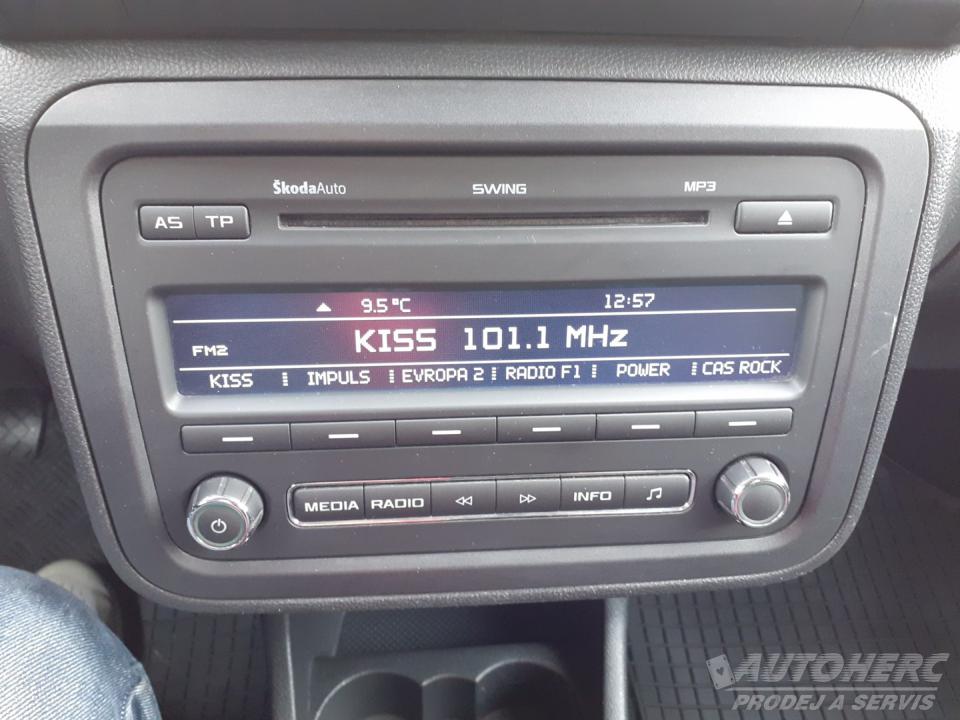 ŠkodaAuto SWING MP3
AS TP
9.5 °C 12:57
KISS 101.1 MHz
FM2
KISS IMPULS EVROPA 2 RADIO F1 POWER CAS ROCK
MEDIA RADIO INFO
AUTOHERC
PRODEJ A SERVIS